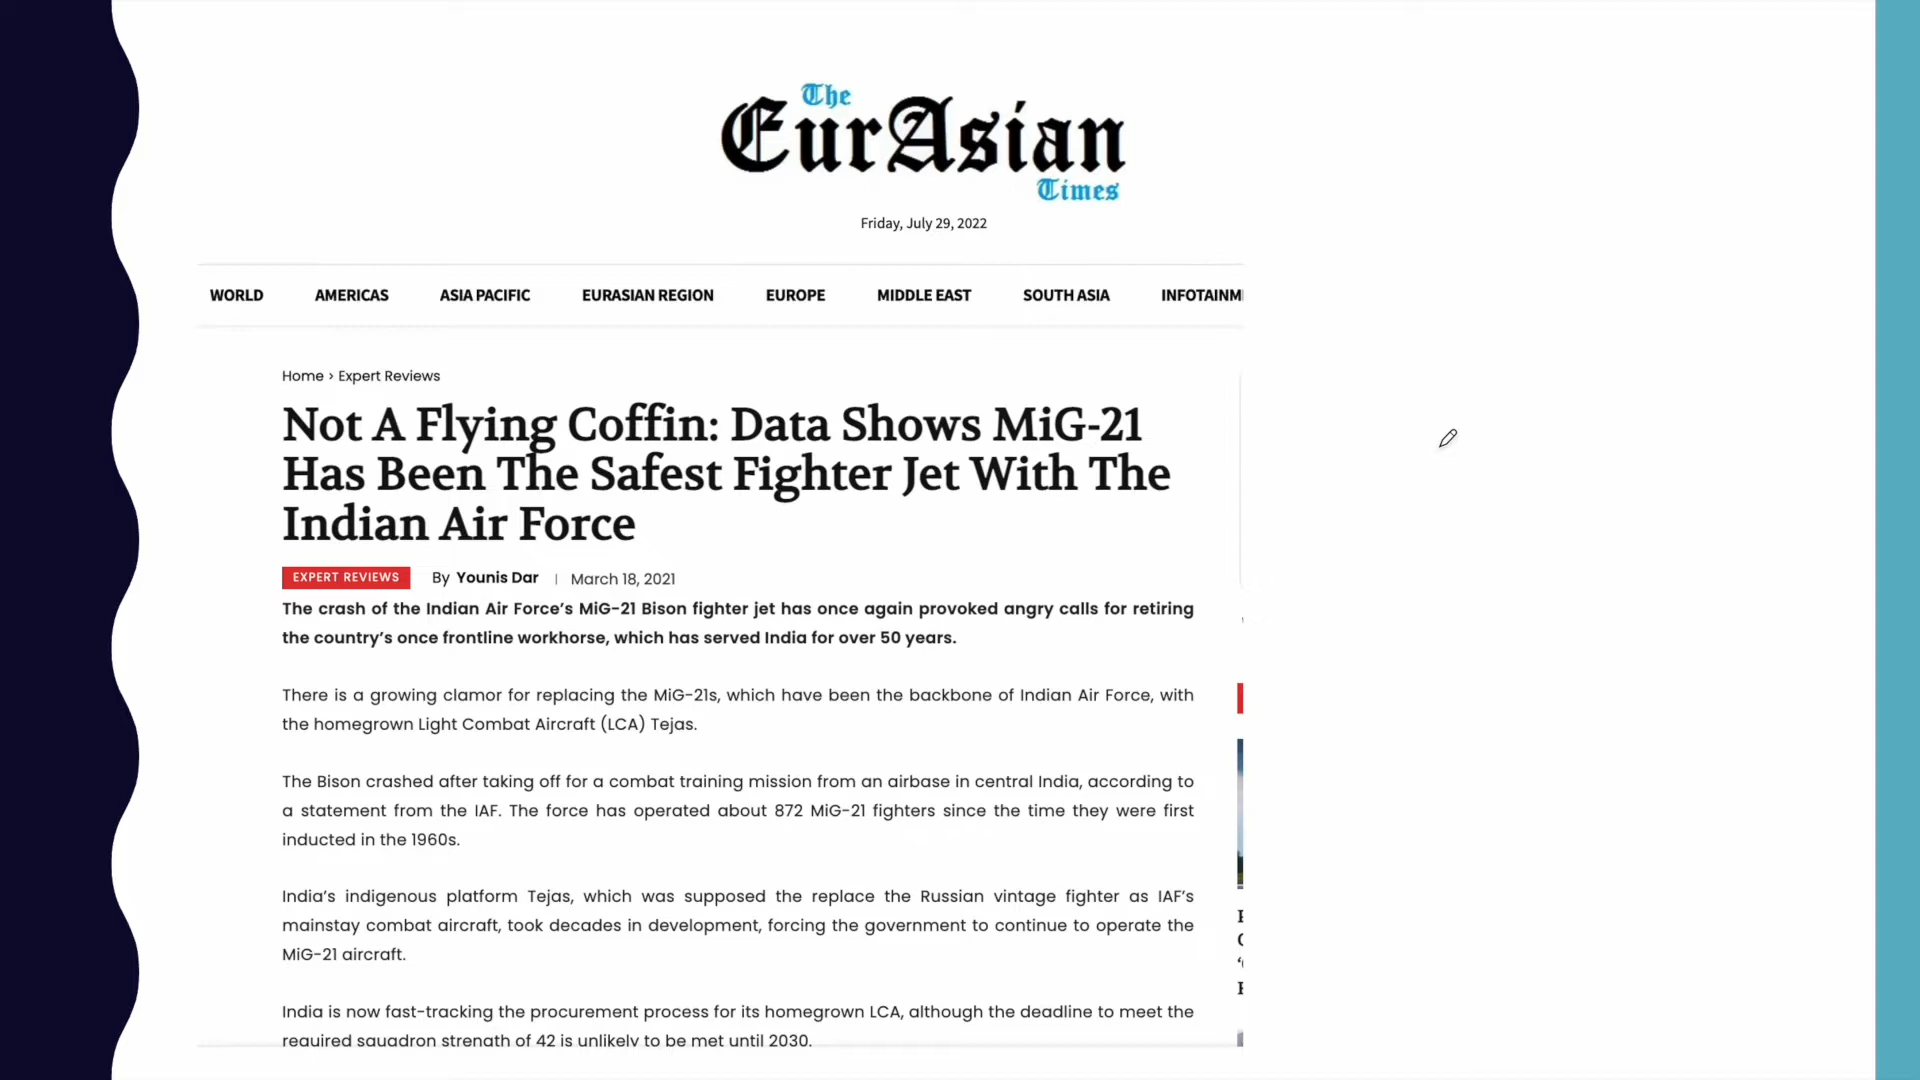 The
EurAsian
Times
Friday, July 29, 2022
WORLD AMERICAS ASIA PACIFIC EURASIAN REGION EUROPE MIDDLE EAST SOUTH ASIA INFOTAINM
Home › Expert Reviews
Not A Flying Coffin: Data Shows MiG-21
Has Been The Safest Fighter Jet With The
Indian Air Force
EXPERT REVIEWS By Younis Dar | March 18, 2021
The crash of the Indian Air Force’s MiG-21 Bison fighter jet has once again provoked angry calls for retiring
the country’s once frontline workhorse, which has served India for over 50 years.
There is a growing clamor for replacing the MiG-21s, which have been the backbone of Indian Air Force, with
the homegrown Light Combat Aircraft (LCA) Tejas.
The Bison crashed after taking off for a combat training mission from an airbase in central India, according to
a statement from the IAF. The force has operated about 872 MiG-21 fighters since the time they were first
inducted in the 1960s.
India’s indigenous platform Tejas, which was supposed the replace the Russian vintage fighter as IAF’s
mainstay combat aircraft, took decades in development, forcing the government to continue to operate the
MiG-21 aircraft.
India is now fast-tracking the procurement process for its homegrown LCA, although the deadline to meet the
required squadron strength of 42 is unlikely to be met until 2030.